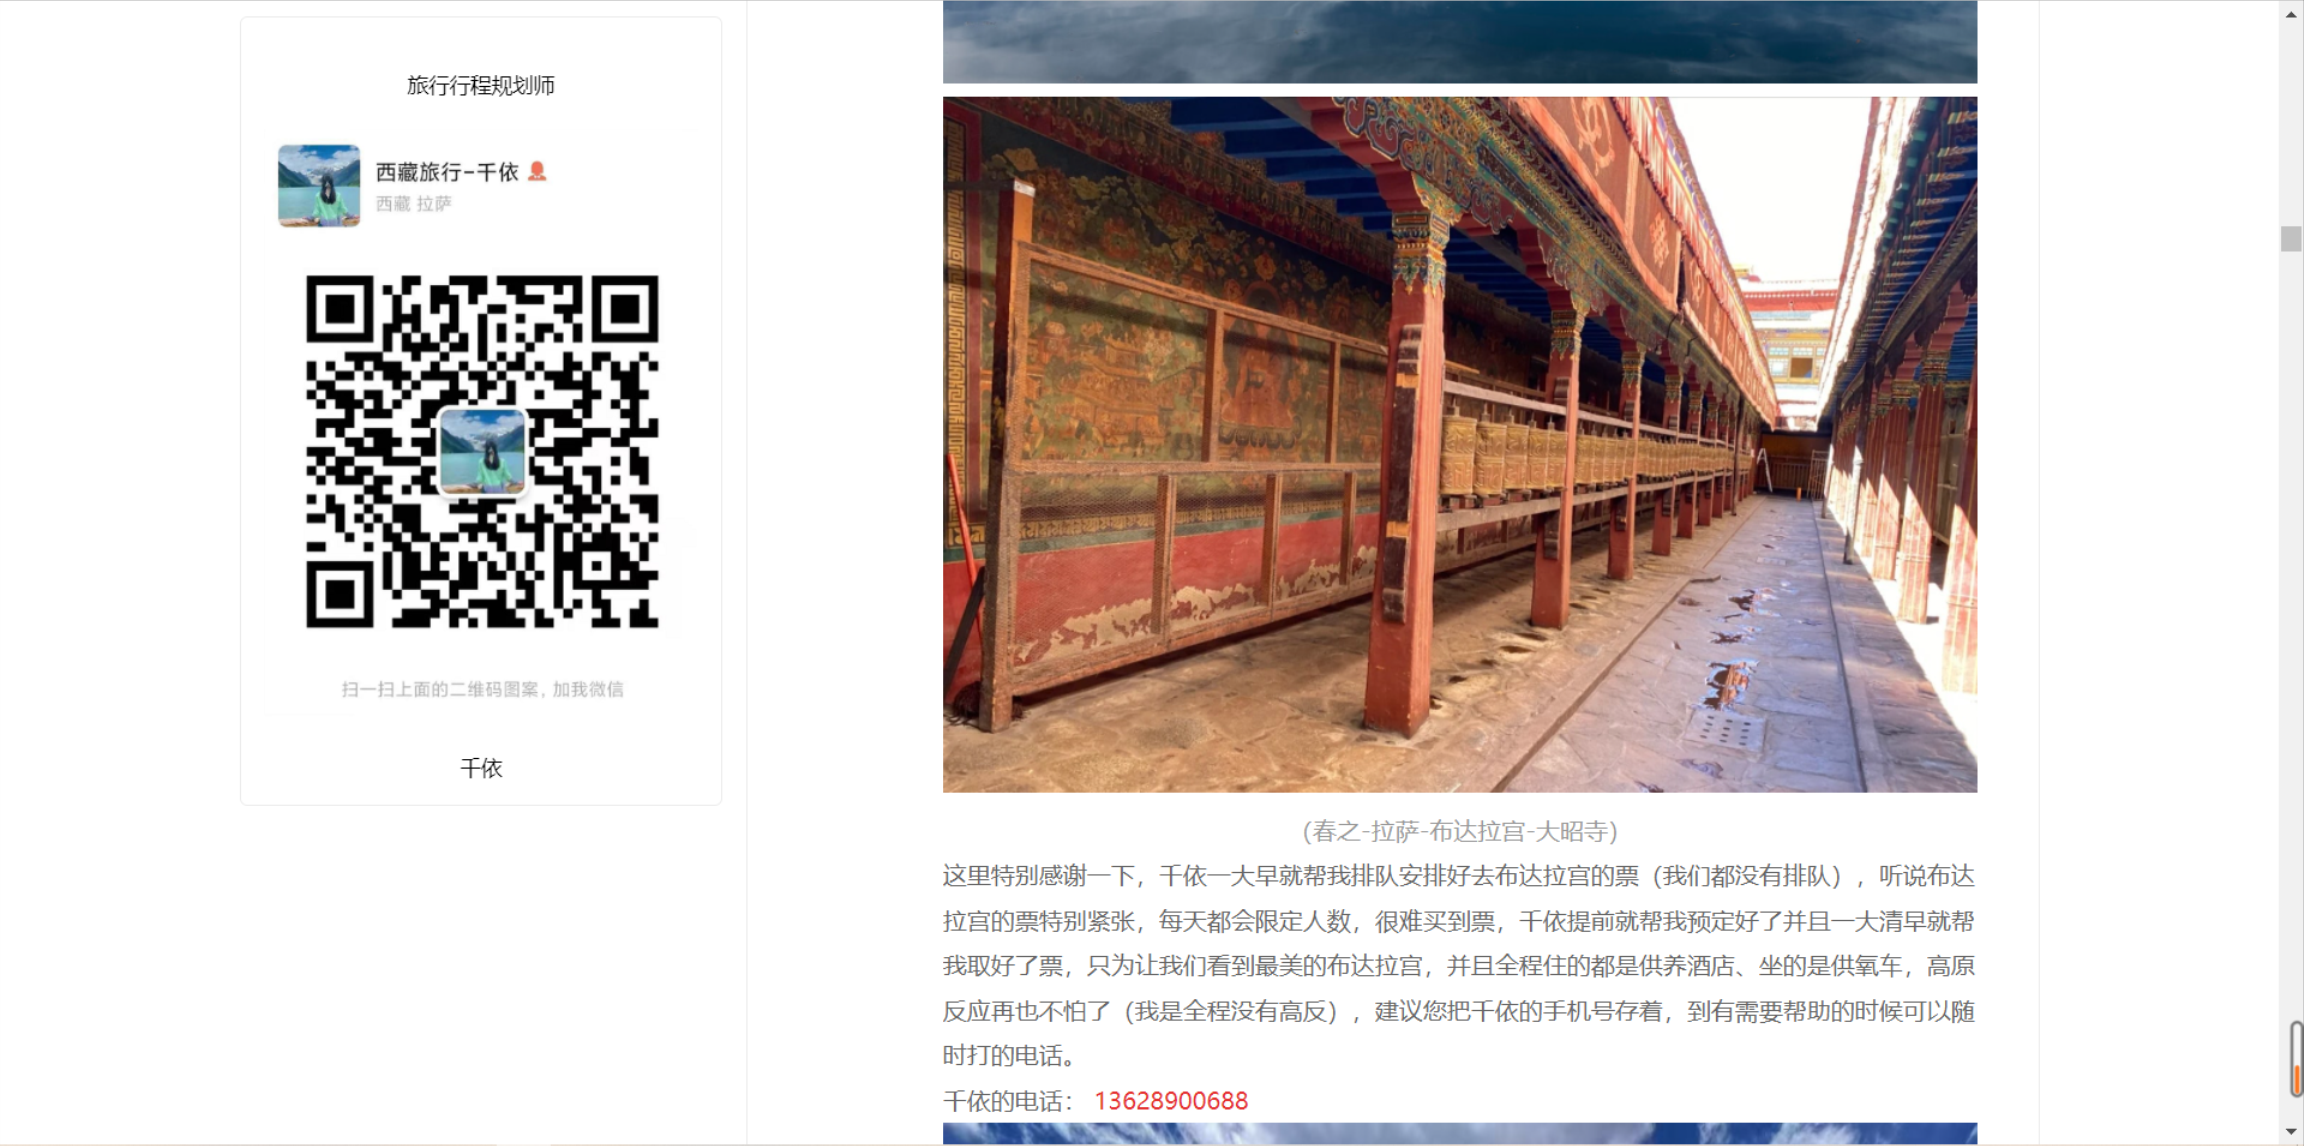 旅行行程规划师
西藏旅行-千依
西藏 拉萨
扫一扫上面的二维码图案，加我微信
千依
(春之-拉萨-布达拉宫-大昭寺)
这里特别感谢一下，千依一大早就帮我排队安排好去布达拉宫的票（我们都没有排队），听说布达
拉宫的票特别紧张，每天都会限定人数，很难买到票，千依提前就帮我预定好了并且一大清早就帮
我取好了票，只为让我们看到最美的布达拉宫，并且全程住的都是供养酒店、坐的是供氧车，高原
反应再也不怕了（我是全程没有高反），建议您把千依的手机号存着，到有需要帮助的时候可以随
时打的电话。
千依的电话： 13628900688